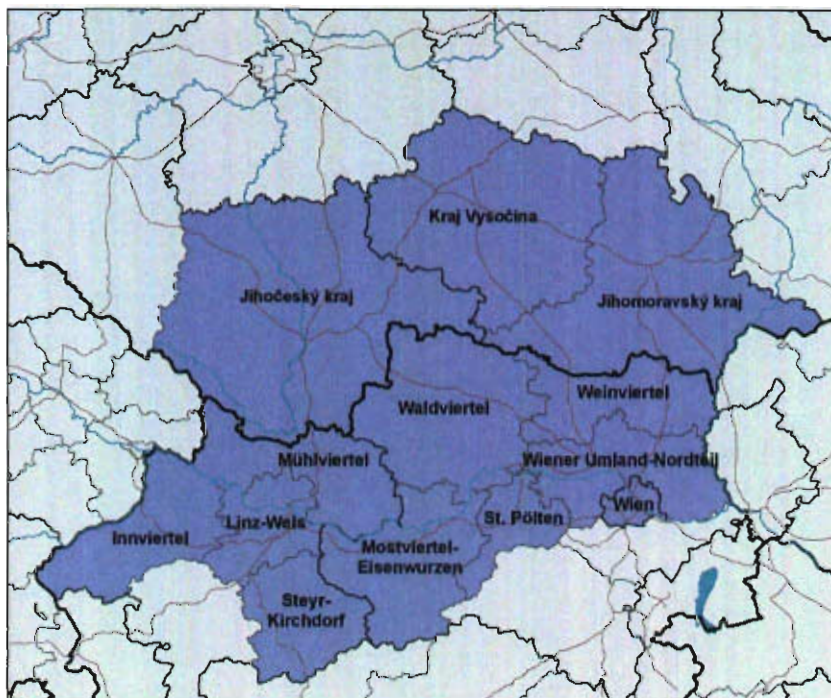 Kraj Vysočina
Jihočeský kraj
Jihomoravský kraj
Waldviertel
Weinviertel
Mühlviertel
Wiener Umland-Nordteil
Innviertel
Linz-Wels
St. Pölten
Wien
Mostviertel-
Eisenwurzen
Steyr-
Kirchdorf